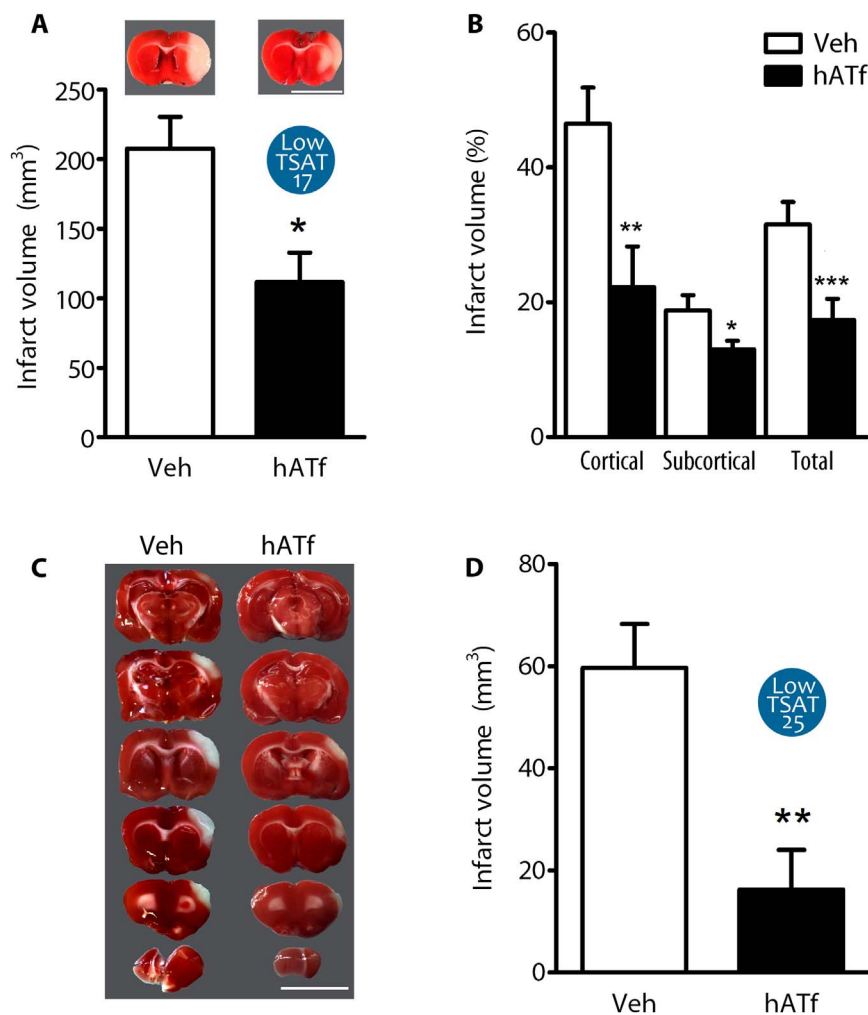 A
Infarct volume (mm³)
250
200
150
100
50
0
Low
TSAT
17
*
Veh
hATf
B
Veh
hATf
Infarct volume (%)
60
40
20
0
**
*
***
Cortical
Subcortical
Total
C
Veh
hATf
D
Infarct volume (mm³)
80
60
40
20
0
Low
TSAT
25
**
Veh
hATf